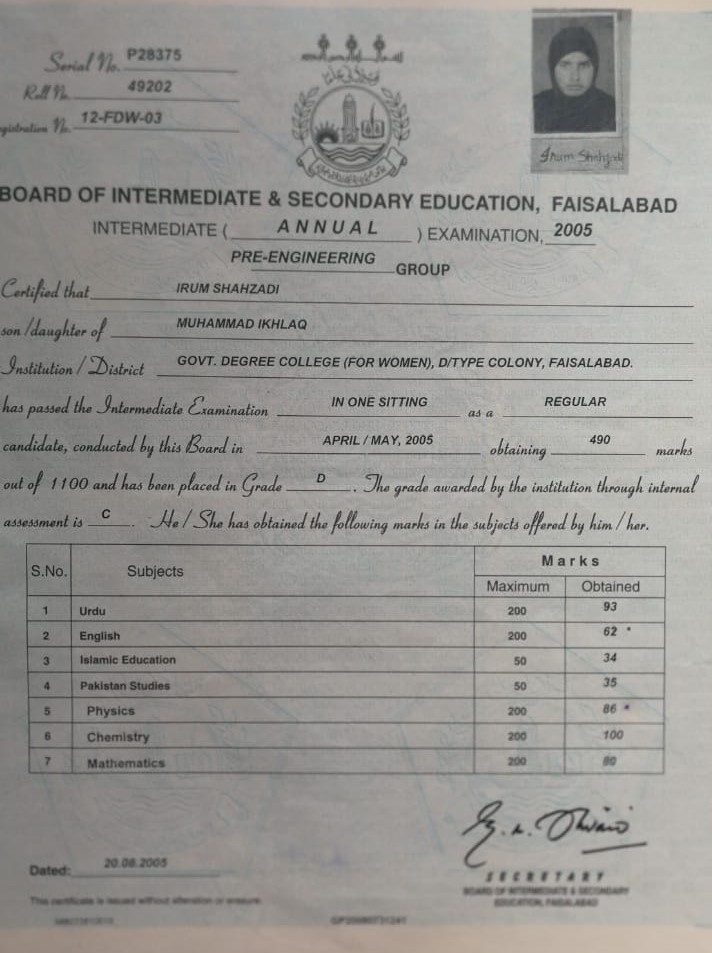 Serial No. P28375
Roll No. 49202
gistration No. 12-FDW-03
Irum Shahzadi
BOARD OF INTERMEDIATE & SECONDARY EDUCATION, FAISALABAD
INTERMEDIATE ( ANNUAL ) EXAMINATION, 2005
PRE-ENGINEERING GROUP
Certified that IRUM SHAHZADI
son/daughter of MUHAMMAD IKHLAQ
Institution / District GOVT. DEGREE COLLEGE (FOR WOMEN), D/TYPE COLONY, FAISALABAD.
has passed the Intermediate Examination IN ONE SITTING as a REGULAR
candidate, conducted by this Board in APRIL / MAY, 2005 obtaining 490 marks
out of 1100 and has been placed in Grade D . The grade awarded by the institution through internal
assessment is C . He / She has obtained the following marks in the subjects offered by him / her.
S.No. Subjects Marks
Maximum Obtained
1 Urdu 200 93
2 English 200 62 *
3 Islamic Education 50 34
4 Pakistan Studies 50 35
5 Physics 200 86 *
6 Chemistry 200 100
7 Mathematics 200 80
Dated: 20.08.2005
SECRETARY
BOARD OF INTERMEDIATE & SECONDARY
EDUCATION, FAISALABAD
This certificate is issued without alteration or erasure.